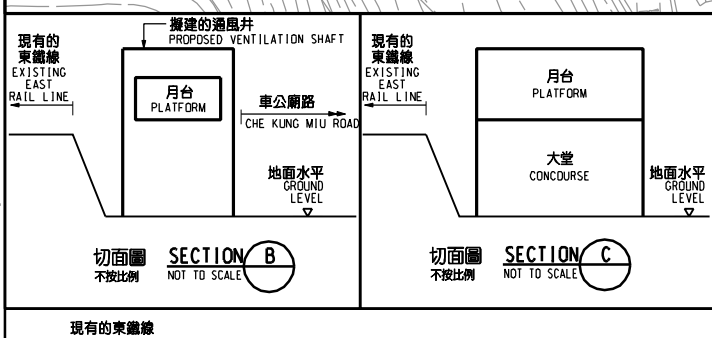 擬建的通風井
PROPOSED VENTILATION SHAFT
現有的
東鐵線
EXISTING
EAST
RAIL LINE
月台
PLATFORM
車公廟路
CHE KUNG MIU ROAD
地面水平
GROUND
LEVEL
切面圖
不按比例
SECTION B
NOT TO SCALE
現有的
東鐵線
EXISTING
EAST
RAIL LINE
月台
PLATFORM
大堂
CONCOURSE
地面水平
GROUND
LEVEL
切面圖
不按比例
SECTION C
NOT TO SCALE
現有的東鐵線